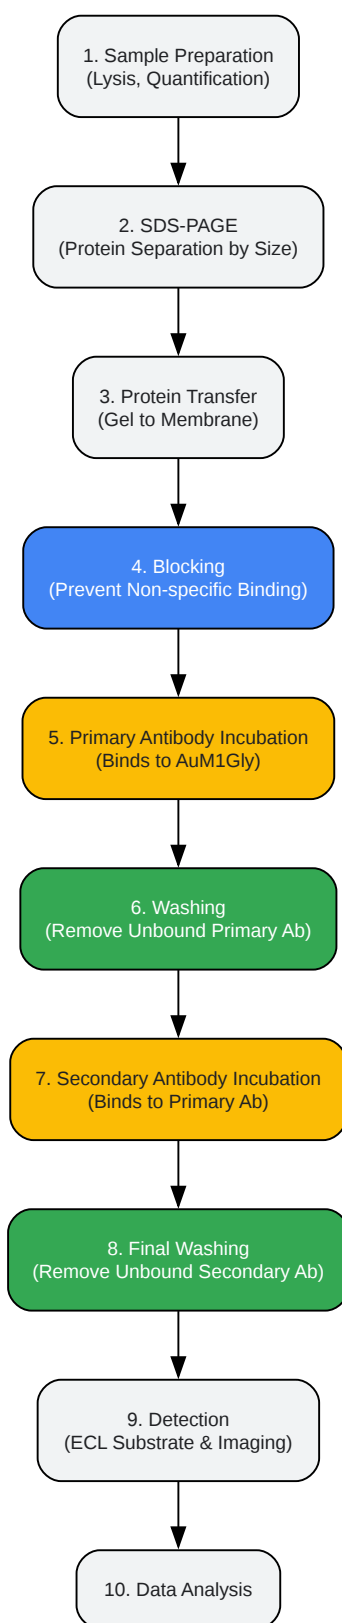 1. Sample Preparation
(Lysis, Quantification)
2. SDS-PAGE
(Protein Separation by Size)
3. Protein Transfer
(Gel to Membrane)
4. Blocking
(Prevent Non-specific Binding)
5. Primary Antibody Incubation
(Binds to AuM1Gly)
6. Washing
(Remove Unbound Primary Ab)
7. Secondary Antibody Incubation
(Binds to Primary Ab)
8. Final Washing
(Remove Unbound Secondary Ab)
9. Detection
(ECL Substrate & Imaging)
10. Data Analysis